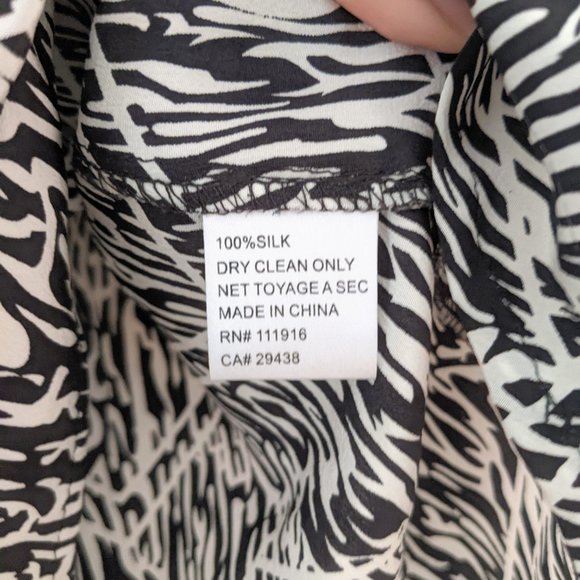 100%SILK
DRY CLEAN ONLY
NET TOYAGE A SEC
MADE IN CHINA
RN# 111916
CA# 29438